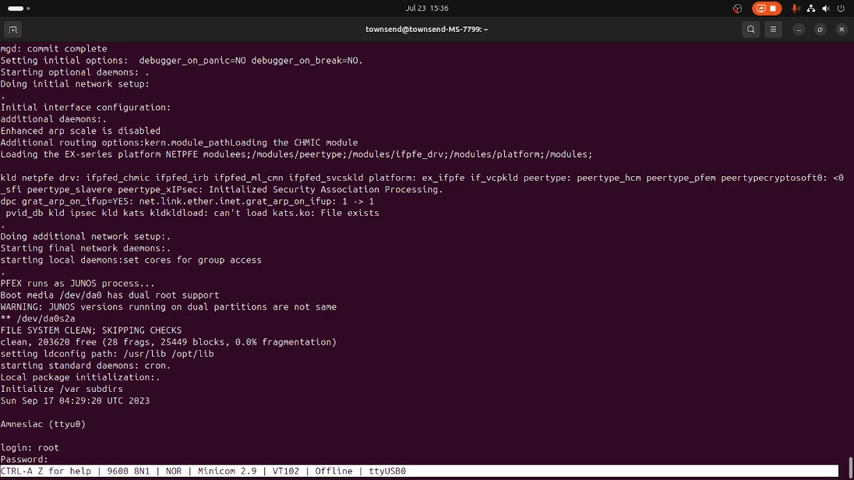 Jul 23 15:36
townsend@townsend-MS-7799: ~
mgd: commit complete
Setting initial options:  debugger_on_panic=NO debugger_on_break=NO.
Starting optional daemons: .
Doing initial network setup:
.
Initial interface configuration:
additional daemons:.
Enhanced arp scale is disabled
Additional routing options:kern.module_pathLoading the CHMIC module
Loading the EX-series platform NETPFE modulees;/modules/peertype;/modules/ifpfe_drv;/modules/platform;/modules;
kld netpfe drv: ifpfed_chmic ifpfed_irb ifpfed_ml_cmn ifpfed_svcskld platform: ex_ifpfe if_vcpkld peertype: peertype_hcm peertype_pfem peertypecryptosoft0: <0
_sfi peertype_slavere peertype_xIPsec: Initialized Security Association Processing.
dpc grat_arp_on_ifup=YES: net.link.ether.inet.grat_arp_on_ifup: 1 -> 1
 pvid_db kld ipsec kld kats kldkldload: can't load kats.ko: File exists
.
Doing additional network setup:.
Starting final network daemons:.
starting local daemons:set cores for group access
.
PFEX runs as JUNOS process...
Boot media /dev/da0 has dual root support
WARNING: JUNOS versions running on dual partitions are not same
** /dev/da0s2a
FILE SYSTEM CLEAN; SKIPPING CHECKS
clean, 203620 free (28 frags, 25449 blocks, 0.0% fragmentation)
setting ldconfig path: /usr/lib /opt/lib
starting standard daemons: cron.
Local package initialization:.
Initialize /var subdirs
Sun Sep 17 04:29:20 UTC 2023
Amnesiac (ttyu0)
login: root
Password:
CTRL-A Z for help | 9600 8N1 | NOR | Minicom 2.9 | VT102 | Offline | ttyUSB0